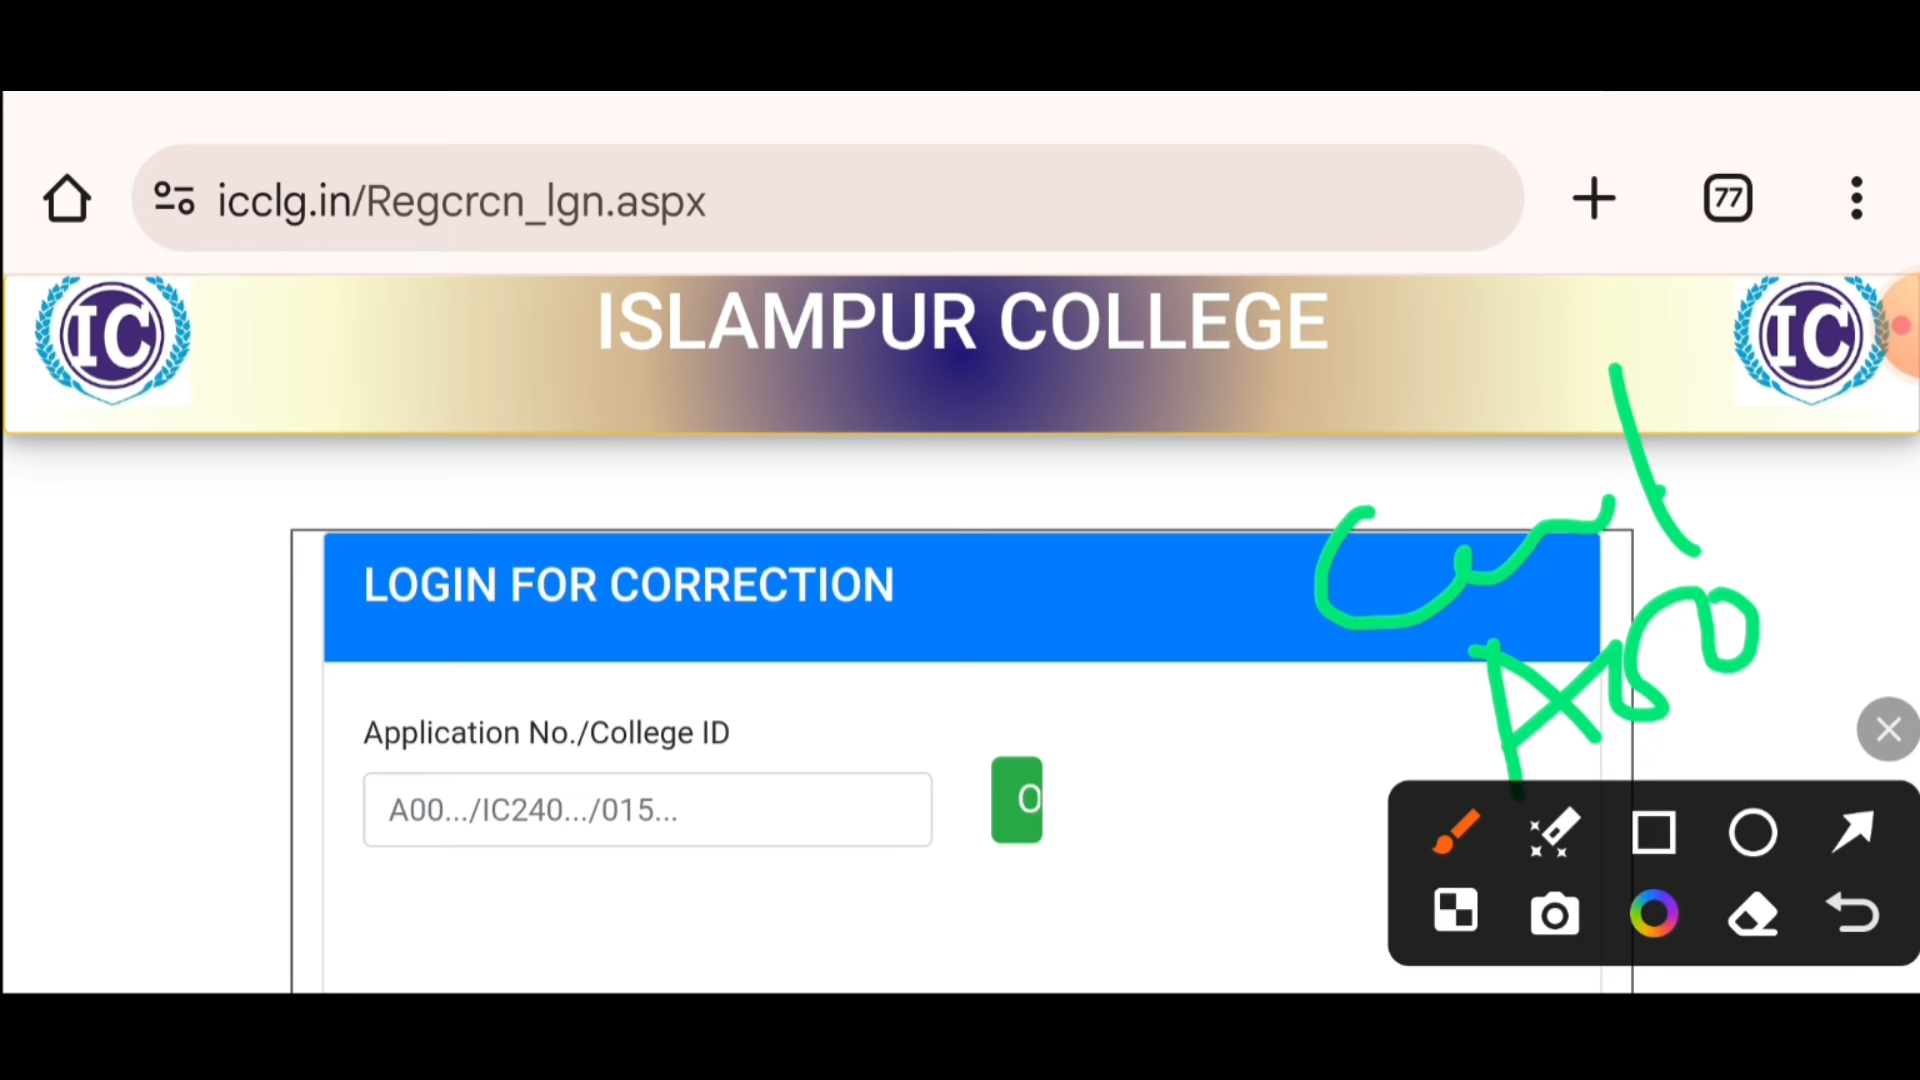 icclg.in/Regcrcn_lgn.aspx
77
IC
ISLAMPUR COLLEGE
IC
LOGIN FOR CORRECTION
Application No./College ID
A00.../IC240.../015...
O